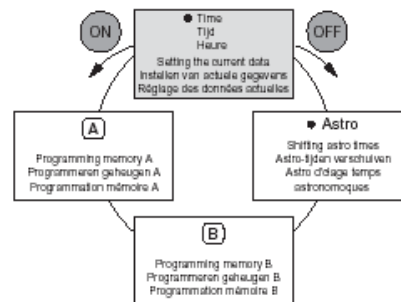 ON
Time
Tijd
Heure
OFF
Setting the current data
Instellen van actuele gegevens
Réglage des données actuelles
A
Programming memory A
Programmeren geheugen A
Programmation mémoire A
Astro
Shifting astro times
Astro-tijden verschuiven
Astro d'clage temps
astronomoques
B
Programming memory B
Programmeren geheugen B
Programmation mémoire B